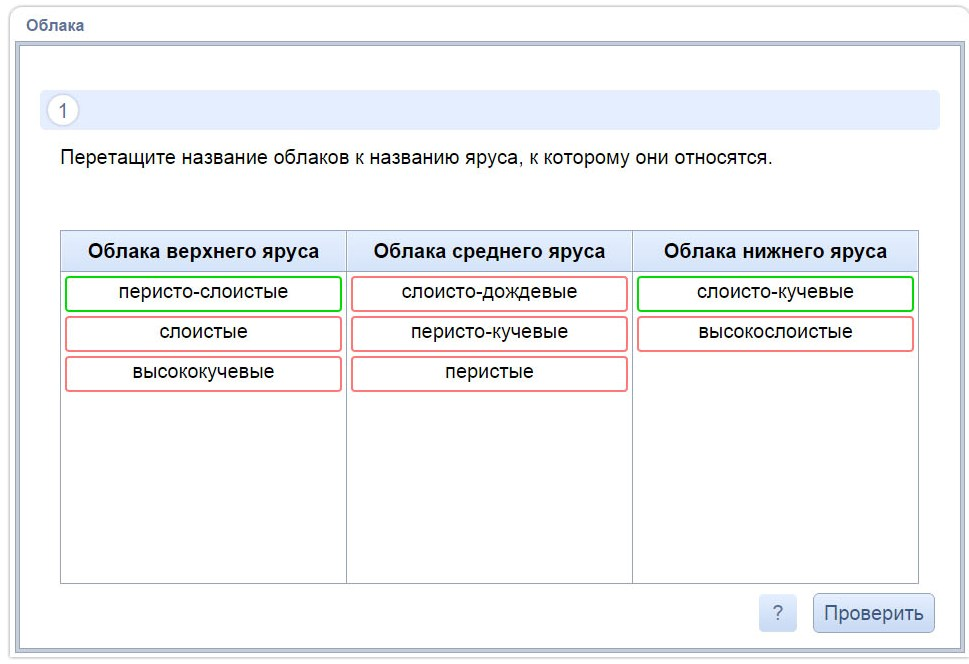 Облака
1
Перетащите название облаков к названию яруса, к которому они относятся.
Облака верхнего яруса Облака среднего яруса Облака нижнего яруса
перисто-слоистые слоисто-дождевые слоисто-кучевые
слоистые перисто-кучевые высокослоистые
высококучевые перистые
? Проверить